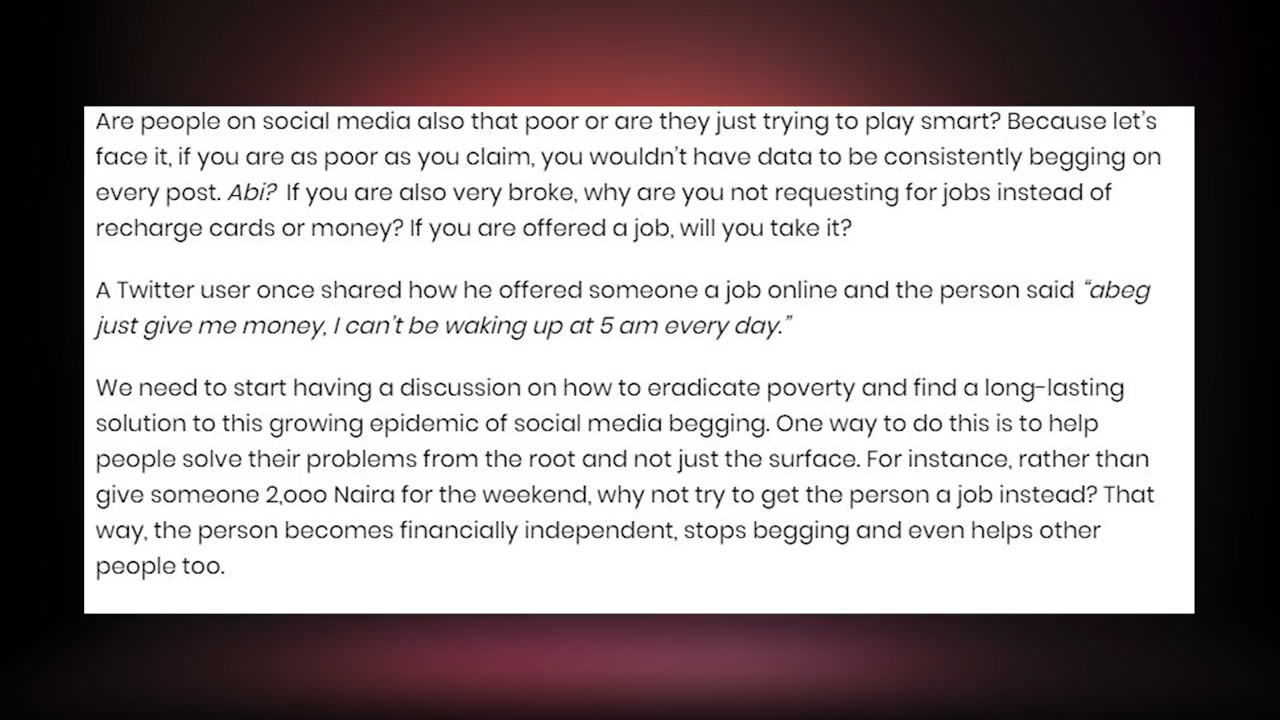 Are people on social media also that poor or are they just trying to play smart? Because let's
face it, if you are as poor as you claim, you wouldn't have data to be consistently begging on
every post. Abi? If you are also very broke, why are you not requesting for jobs instead of
recharge cards or money? If you are offered a job, will you take it?
A Twitter user once shared how he offered someone a job online and the person said “abeg
just give me money, I can't be waking up at 5 am every day.”
We need to start having a discussion on how to eradicate poverty and find a long-lasting
solution to this growing epidemic of social media begging. One way to do this is to help
people solve their problems from the root and not just the surface. For instance, rather than
give someone 2,000 Naira for the weekend, why not try to get the person a job instead? That
way, the person becomes financially independent, stops begging and even helps other
people too.